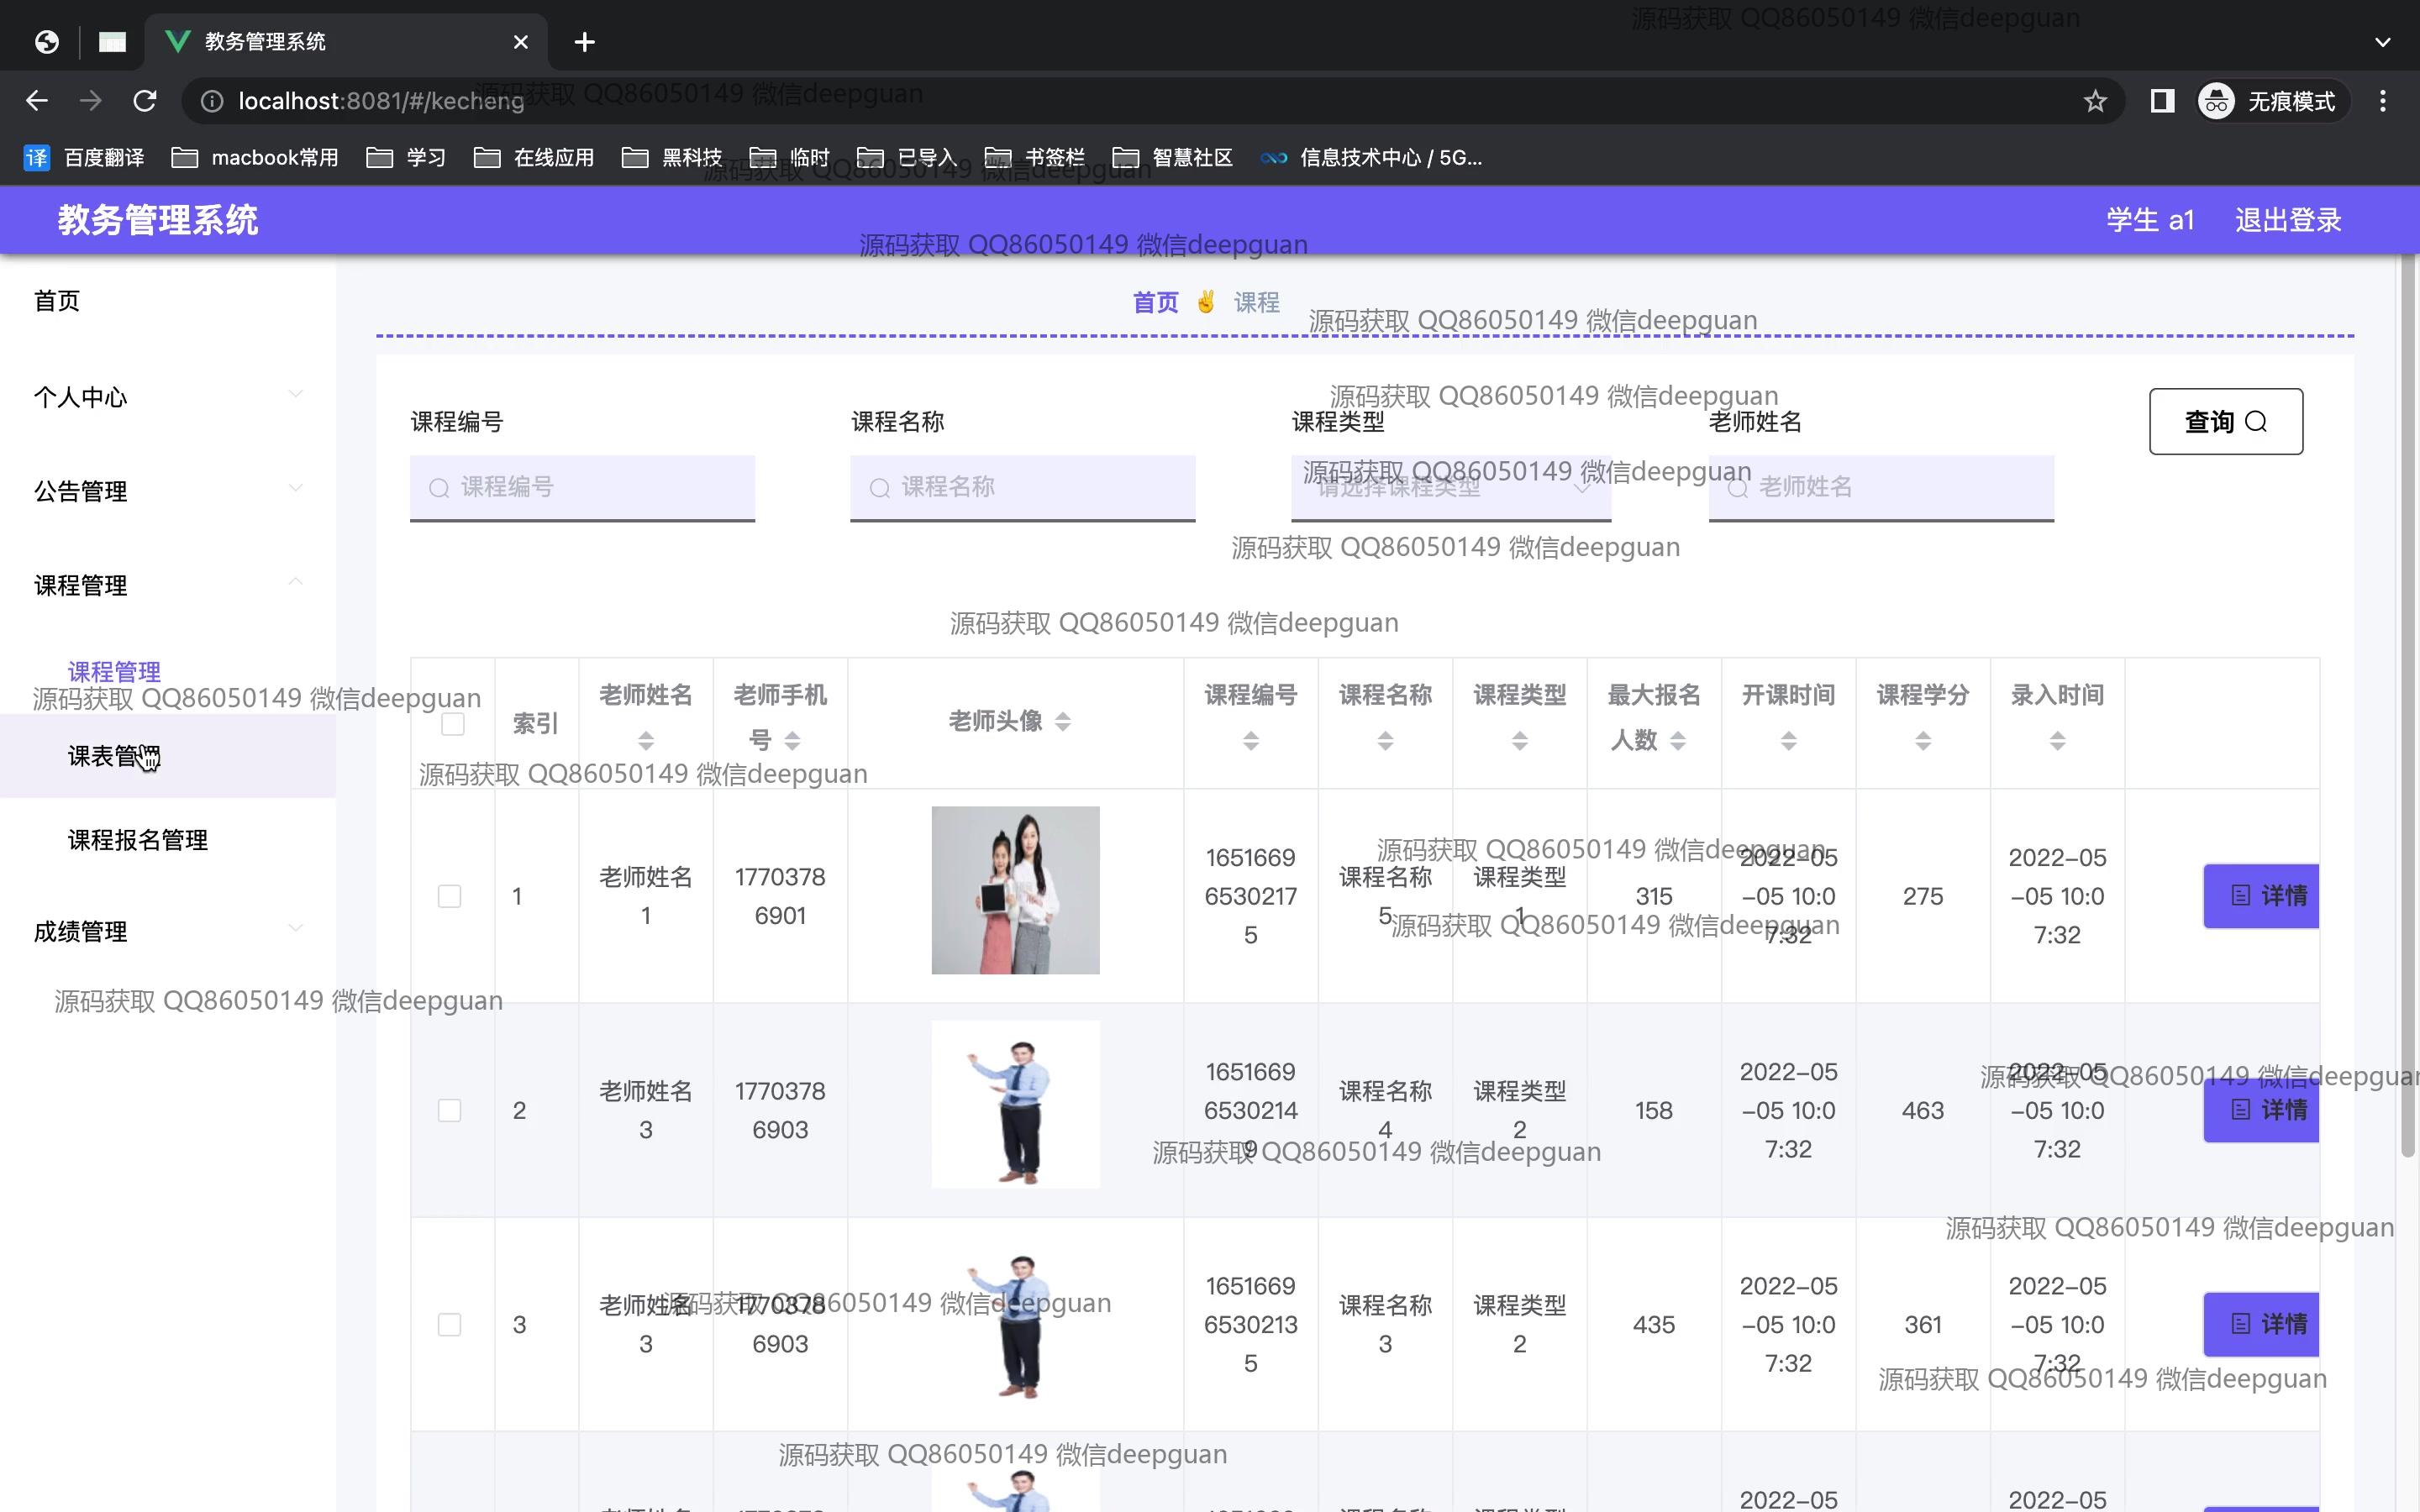 教务管理系统
源码获取 QQ86050149 微信deepguan
localhost:8081/#/kecheng
源码获取 QQ86050149 微信deepguan
无痕模式
译 百度翻译 macbook常用 学习 在线应用 黑科技 临时 已导入 书签栏 智慧社区 信息技术中心 / 5G...
源码获取 QQ86050149 微信deepguan
教务管理系统 学生 a1 退出登录
源码获取 QQ86050149 微信deepguan
首页
个人中心
公告管理
课程管理
课程管理
源码获取 QQ86050149 微信deepguan
课表管理
课程报名管理
成绩管理
源码获取 QQ86050149 微信deepguan
首页 ✌ 课程
源码获取 QQ86050149 微信deepguan
源码获取 QQ86050149 微信deepguan
课程编号 课程名称 课程类型 老师姓名 查询
源码获取 QQ86050149 微信deepguan
课程编号 课程名称 请选择课程类型 老师姓名
源码获取 QQ86050149 微信deepguan
源码获取 QQ86050149 微信deepguan
索引 老师姓名 老师手机号 老师头像 课程编号 课程名称 课程类型 最大报名人数 开课时间 课程学分 录入时间
源码获取 QQ86050149 微信deepguan
源码获取 QQ86050149 微信deepguan
1 老师姓名1 17703786901 165166965302175 课程名称5 课程类型1 315 2022-05-05 10:07:32 275 2022-05-05 10:07:32 详情
源码获取 QQ86050149 微信deepguan
源码获取 QQ86050149 微信deepguan
2 老师姓名3 17703786903 165166965302149 课程名称4 课程类型2 158 2022-05-05 10:07:32 463 2022-05-05 10:07:32 详情
源码获取 QQ86050149 微信deepguan
源码获取 QQ86050149 微信deepguan
3 老师姓名3 17703786903 165166965302135 课程名称3 课程类型2 435 2022-05-05 10:07:32 361 2022-05-05 10:07:32 详情
源码获取 QQ86050149 微信deepguan
源码获取 QQ86050149 微信deepguan
源码获取 QQ86050149 微信deepguan
2022-05 2022-05